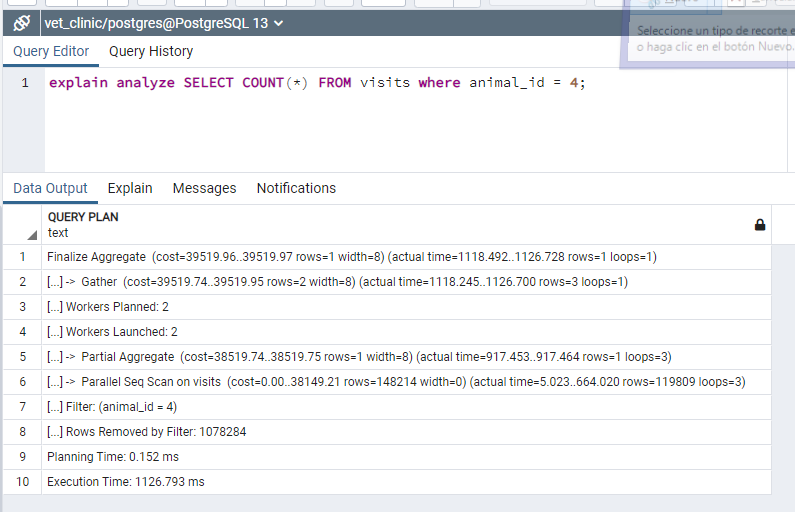 vet_clinic/postgres@PostgreSQL 13
Seleccione un tipo de recorte e
o haga clic en el botón Nuevo.
Query Editor Query History
1 explain analyze SELECT COUNT(*) FROM visits where animal_id = 4;
Data Output Explain Messages Notifications
QUERY PLAN
text
1 Finalize Aggregate (cost=39519.96..39519.97 rows=1 width=8) (actual time=1118.492..1126.728 rows=1 loops=1)
2 [...] -> Gather (cost=39519.74..39519.95 rows=2 width=8) (actual time=1118.245..1126.700 rows=3 loops=1)
3 [...] Workers Planned: 2
4 [...] Workers Launched: 2
5 [...] -> Partial Aggregate (cost=38519.74..38519.75 rows=1 width=8) (actual time=917.453..917.464 rows=1 loops=3)
6 [...] -> Parallel Seq Scan on visits (cost=0.00..38149.21 rows=148214 width=0) (actual time=5.023..664.020 rows=119809 loops=3)
7 [...] Filter: (animal_id = 4)
8 [...] Rows Removed by Filter: 1078284
9 Planning Time: 0.152 ms
10 Execution Time: 1126.793 ms